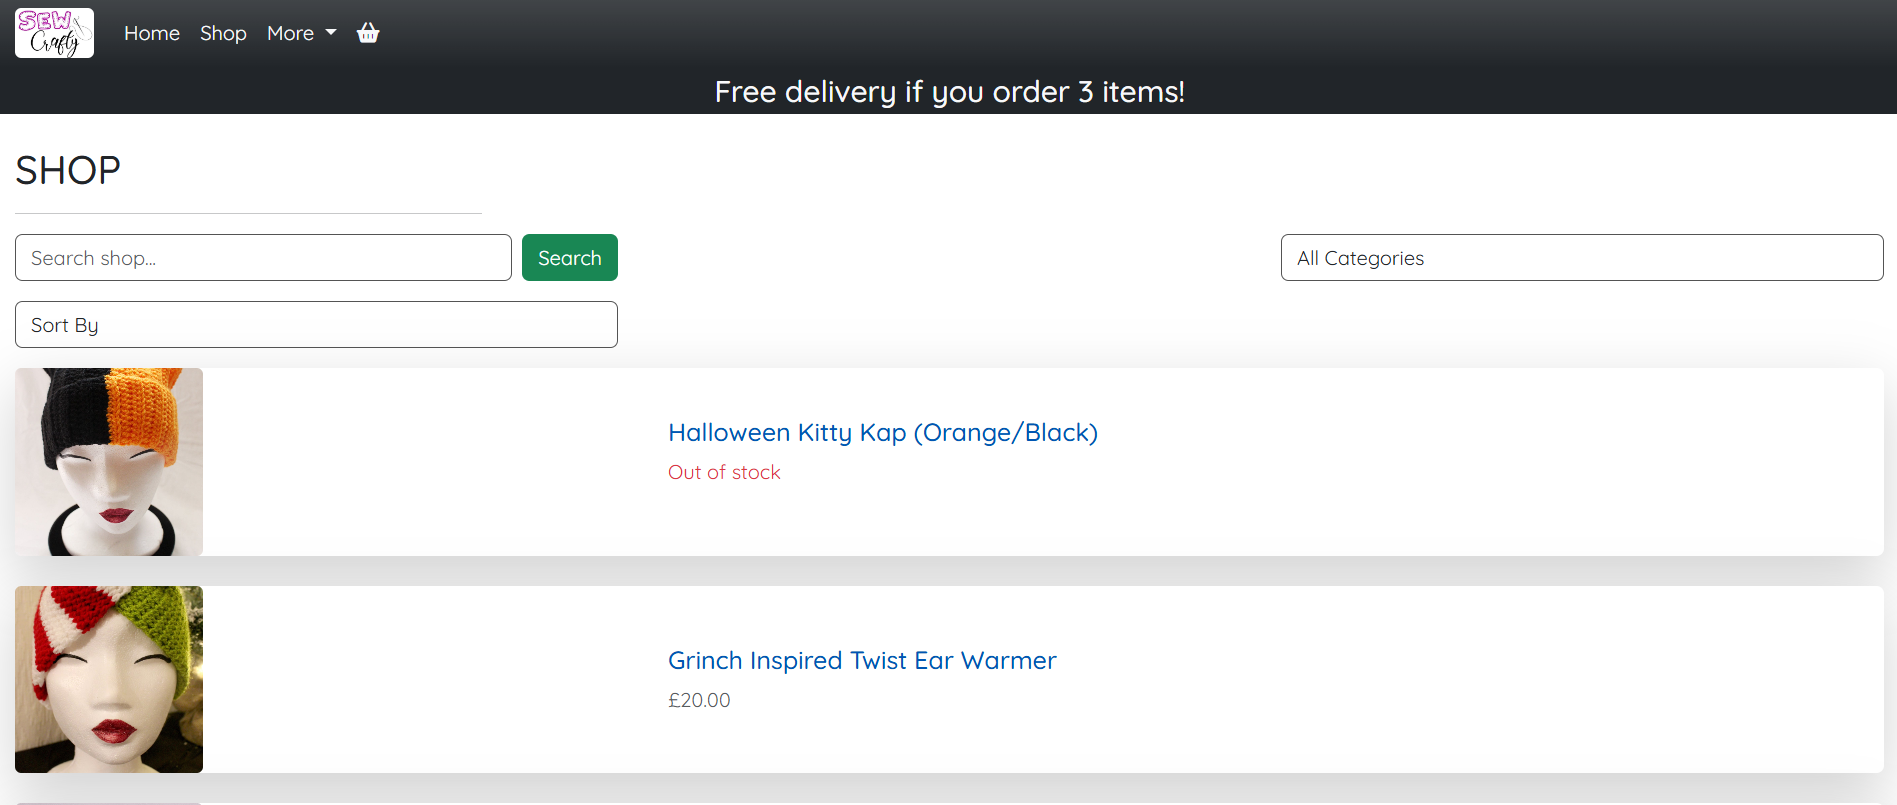 SEW
Crafty
Home Shop More
Free delivery if you order 3 items!
SHOP
Search shop...
Search
All Categories
Sort By
Halloween Kitty Kap (Orange/Black)
Out of stock
Grinch Inspired Twist Ear Warmer
£20.00